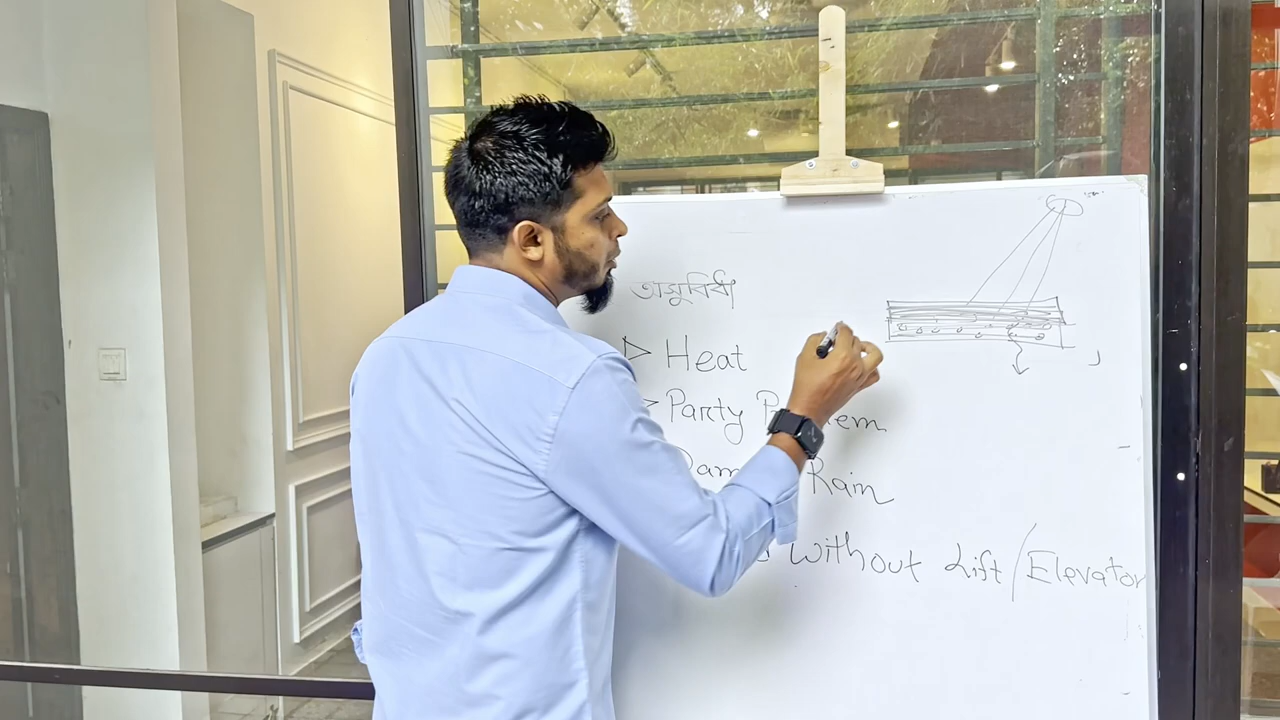 অসুবিধা
Heat
Party
Rain
Without Lift/Elevator